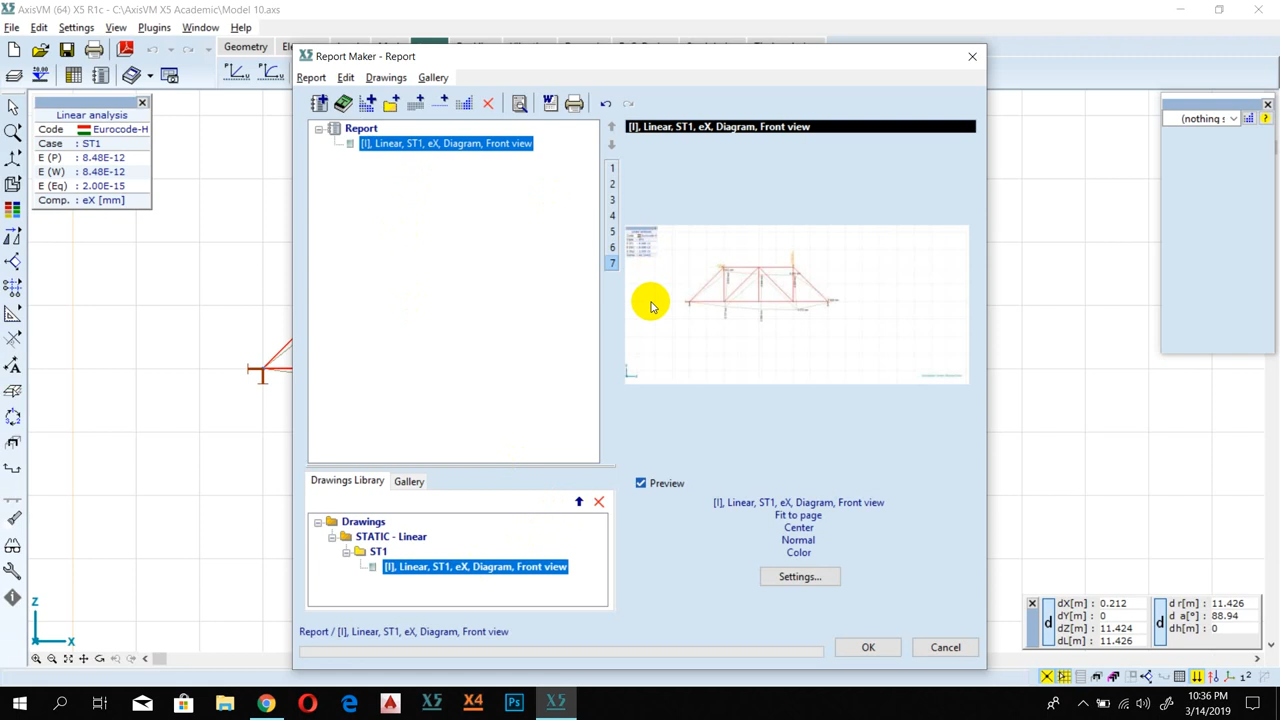 AxisVM (64) X5 R1c - C:\AxisVM X5 Academic\Model 10.axs
File Edit Settings View Plugins Window Help
Geometry
Report Maker - Report
Report Edit Drawings Gallery
Linear analysis
Code : Eurocode-H
Case : ST1
E (P) : 8.48E-12
E (W) : 8.48E-12
E (Eq) : 2.00E-15
Comp. : eX [mm]
Report
[I], Linear, ST1, eX, Diagram, Front view
1
2
3
4
5
6
7
[I], Linear, ST1, eX, Diagram, Front view
(nothing s
Drawings Library Gallery
Drawings
STATIC - Linear
ST1
[I], Linear, ST1, eX, Diagram, Front view
Preview
[I], Linear, ST1, eX, Diagram, Front view
Fit to page
Center
Normal
Color
Settings...
Report / [I], Linear, ST1, eX, Diagram, Front view
OK Cancel
Z
X
d
dX[m] : 0.212
dY[m] : 0
dZ[m] : 11.424
dL[m] : 11.426
d
d r[m] : 11.426
d a[°] : 88.94
dh[m] : 0
X5 X4 Ps X5
10:36 PM
3/14/2019